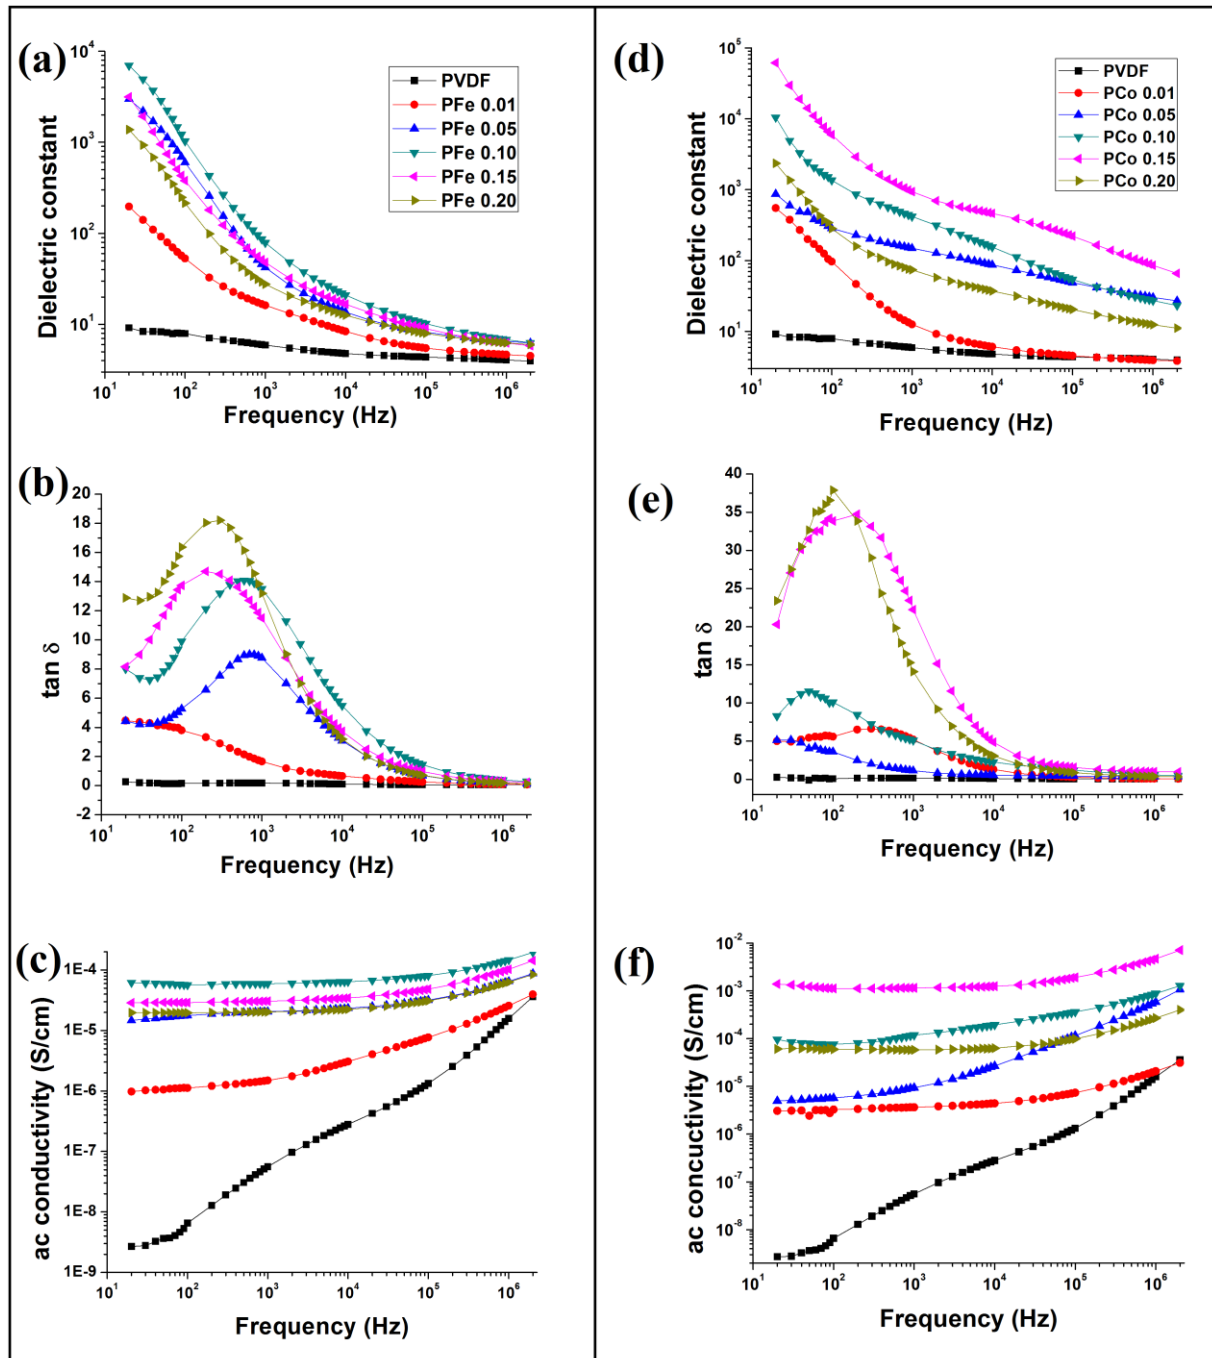 (a)
Dielectric constant
10⁴
10³
10²
10¹
PVDF
PFe 0.01
PFe 0.05
PFe 0.10
PFe 0.15
PFe 0.20
10¹ 10² 10³ 10⁴ 10⁵ 10⁶
Frequency (Hz)
(b)
tan δ
20
18
16
14
12
10
8
6
4
2
0
-2
10¹ 10² 10³ 10⁴ 10⁵ 10⁶
Frequency (Hz)
(c)
ac conductivity (S/cm)
1E-4
1E-5
1E-6
1E-7
1E-8
1E-9
10¹ 10² 10³ 10⁴ 10⁵ 10⁶
Frequency (Hz)
(d)
Dielectric constant
10⁵
10⁴
10³
10²
10¹
PVDF
PCo 0.01
PCo 0.05
PCo 0.10
PCo 0.15
PCo 0.20
10¹ 10² 10³ 10⁴ 10⁵ 10⁶
Frequency (Hz)
(e)
tan δ
40
35
30
25
20
15
10
5
0
10¹ 10² 10³ 10⁴ 10⁵ 10⁶
Frequency (Hz)
(f)
ac concuctivity (S/cm)
10⁻²
10⁻³
10⁻⁴
10⁻⁵
10⁻⁶
10⁻⁷
10⁻⁸
10¹ 10² 10³ 10⁴ 10⁵ 10⁶
Frequency (Hz)